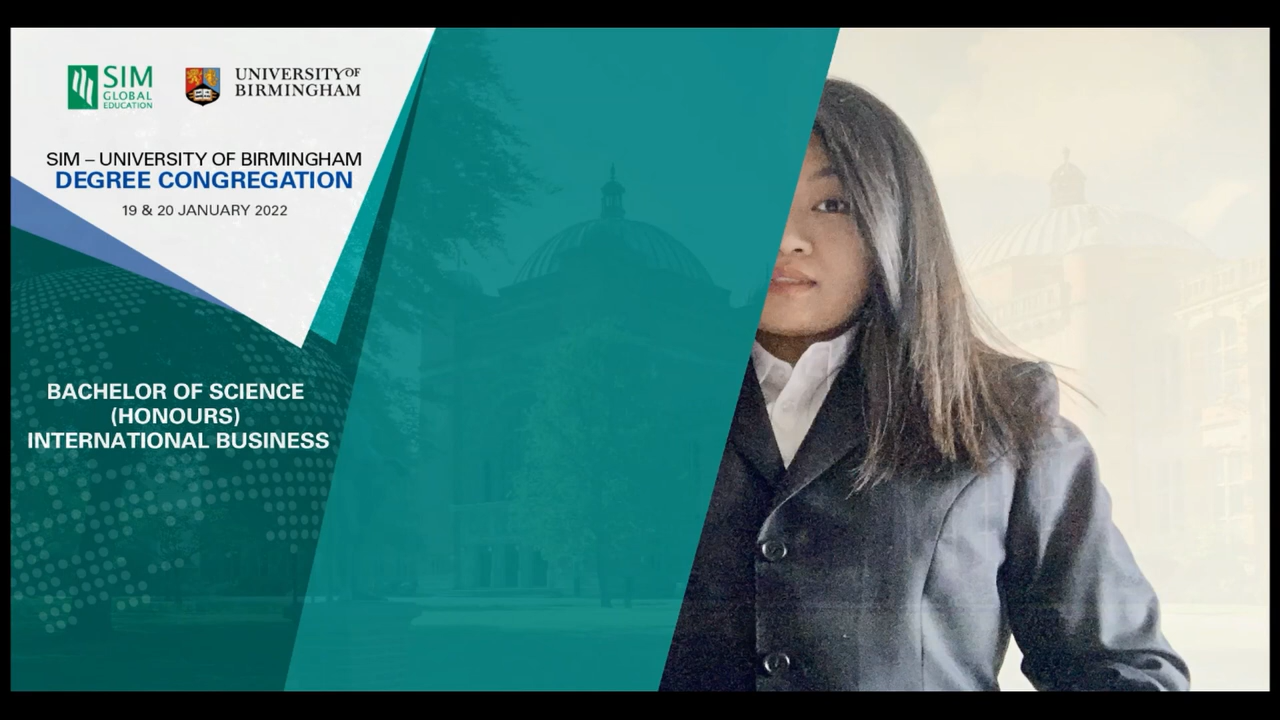 SIM
GLOBAL
EDUCATION
UNIVERSITY OF
BIRMINGHAM
SIM – UNIVERSITY OF BIRMINGHAM
DEGREE CONGREGATION
19 & 20 JANUARY 2022
BACHELOR OF SCIENCE
(HONOURS)
INTERNATIONAL BUSINESS